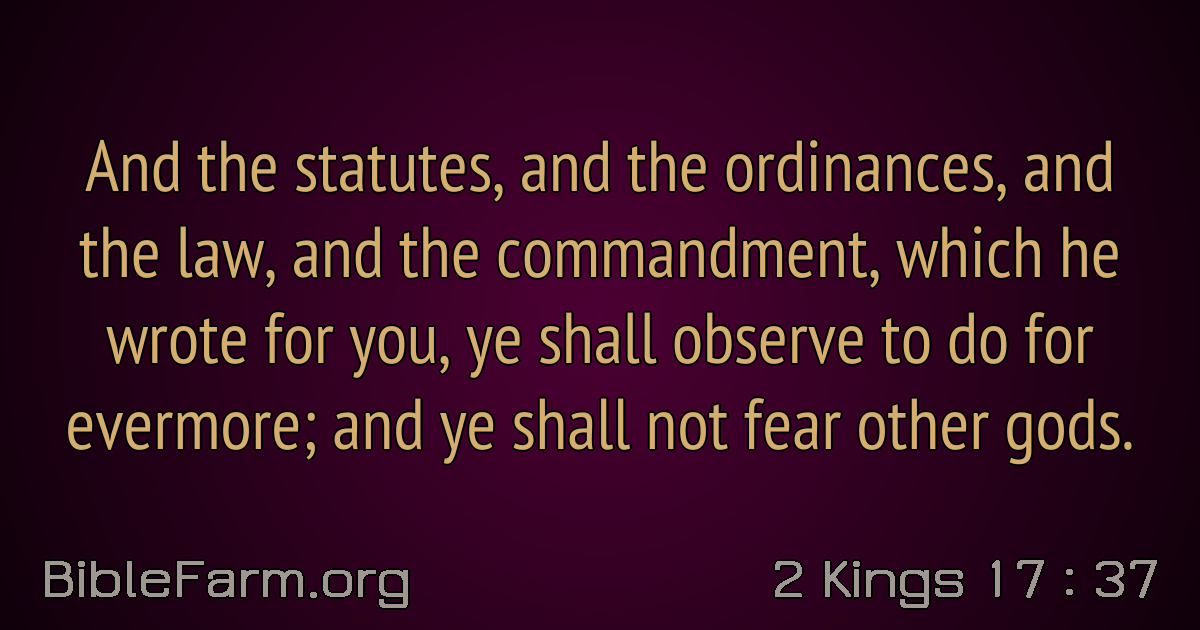 And the statutes, and the ordinances, and
the law, and the commandment, which he
wrote for you, ye shall observe to do for
evermore; and ye shall not fear other gods.
BibleFarm.org
2 Kings 17 : 37